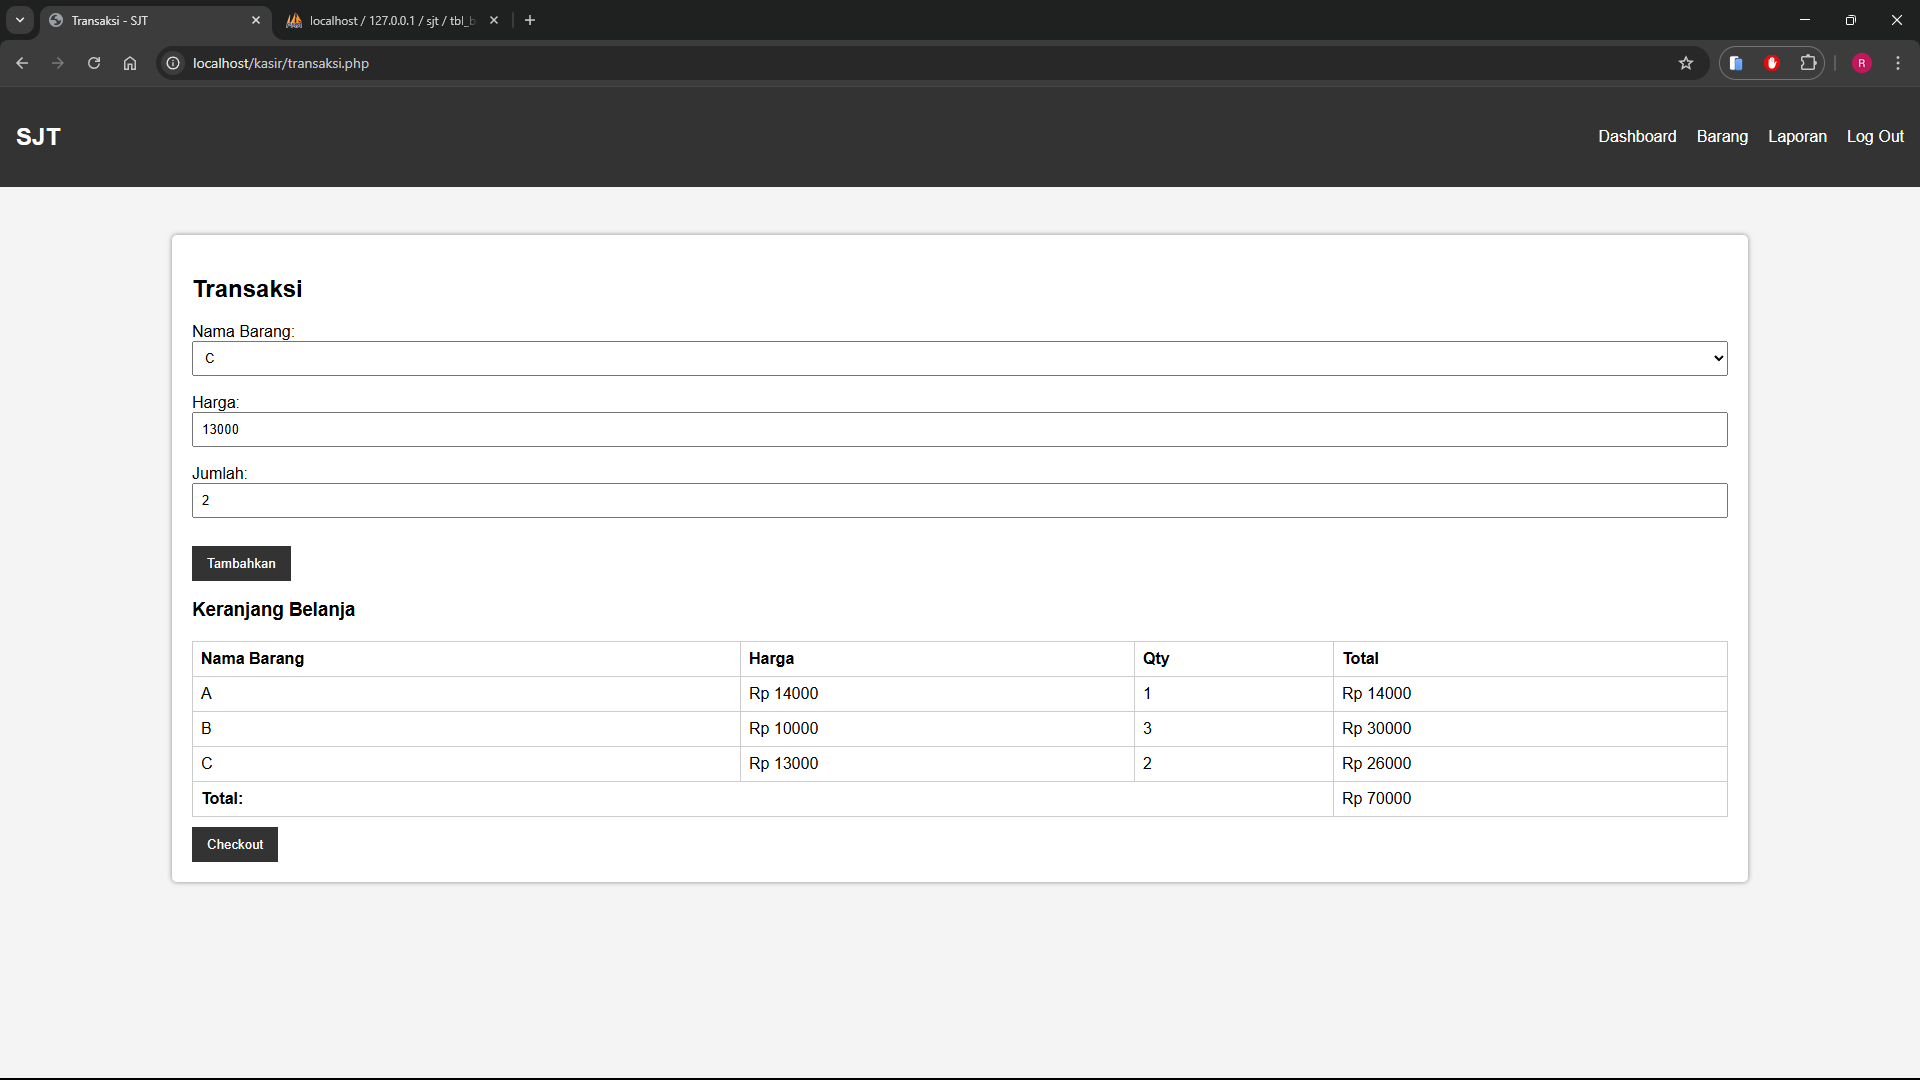 Transaksi - SJT
localhost / 127.0.0.1 / sjt / tbl_b
localhost/kasir/transaksi.php
R
SJT
Dashboard Barang Laporan Log Out
Transaksi
Nama Barang:
C
Harga:
13000
Jumlah:
2
Tambahkan
Keranjang Belanja
Nama Barang Harga Qty Total
A Rp 14000 1 Rp 14000
B Rp 10000 3 Rp 30000
C Rp 13000 2 Rp 26000
Total: Rp 70000
Checkout